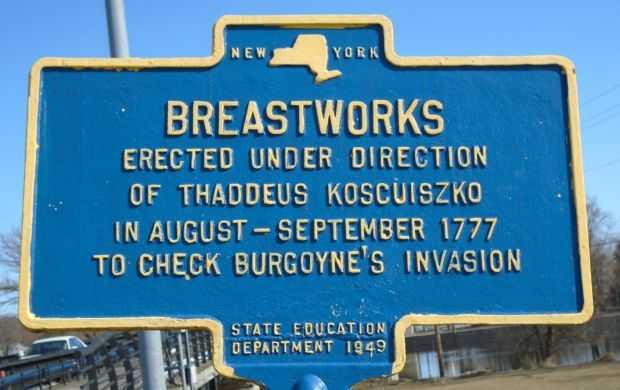 NEW YORK
BREASTWORKS
ERECTED UNDER DIRECTION
OF THADDEUS KOSCUISZKO
IN AUGUST – SEPTEMBER 1777
TO CHECK BURGOYNE'S INVASION
STATE EDUCATION
DEPARTMENT 1949